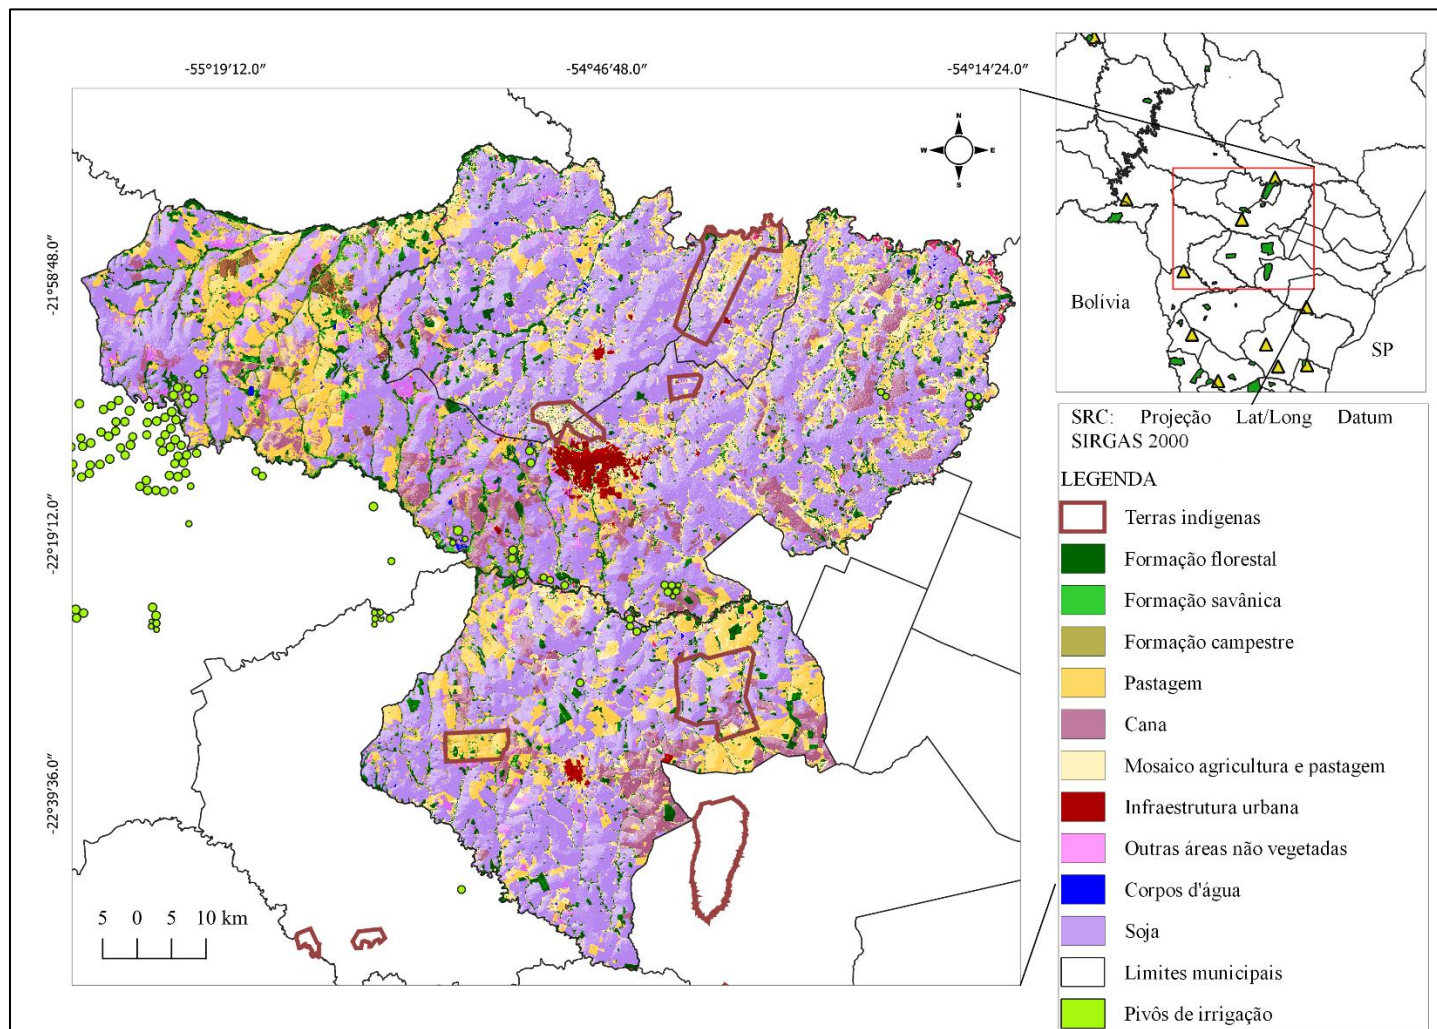 -55°19'12.0"
-54°46'48.0"
-54°14'24.0"
-21°58'48.0"
-22°19'12.0"
-22°39'36.0"
N
W
E
S
5 0 5 10 km
Bolívia
SP
SRC: Projeção Lat/Long Datum
SIRGAS 2000
LEGENDA
Terras indígenas
Formação florestal
Formação savânica
Formação campestre
Pastagem
Cana
Mosaico agricultura e pastagem
Infraestrutura urbana
Outras áreas não vegetadas
Corpos d'água
Soja
Limites municipais
Pivôs de irrigação